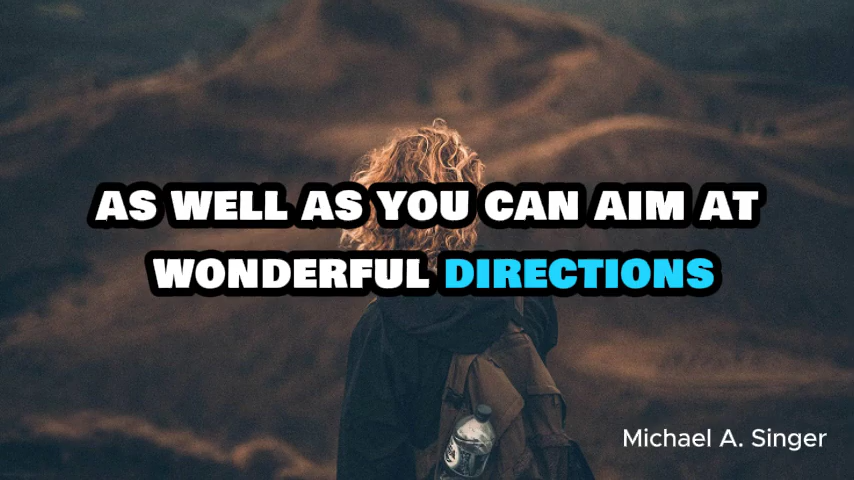 AS WELL AS YOU CAN AIM AT
WONDERFUL DIRECTIONS
Michael A. Singer